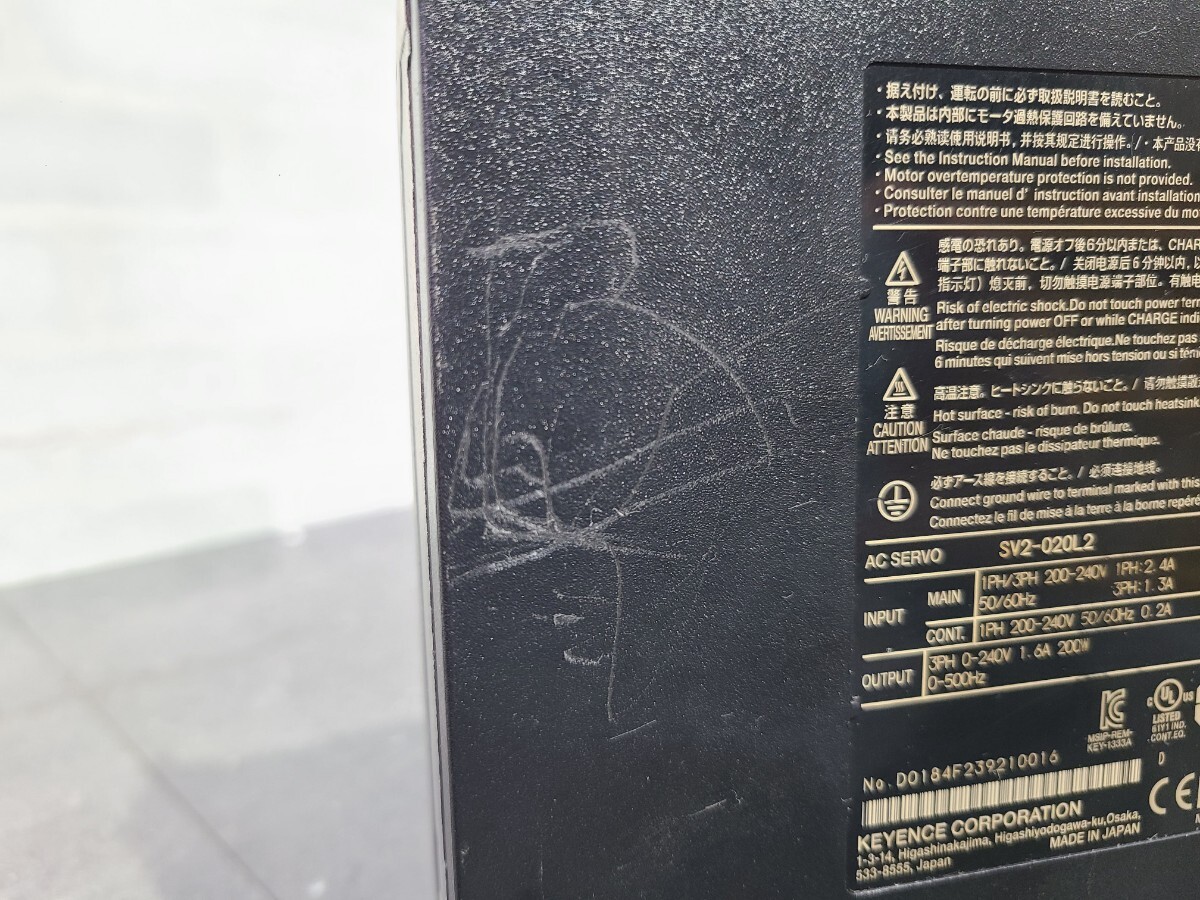 ・据え付け、運転の前に必ず取扱説明書を読むこと。
・本製品は内部にモータ過熱保護回路を備えていません。
・请务必熟读使用说明书,并按其规定进行操作。/・本产品没有
・See the Instruction Manual before installation.
・Motor overtemperature protection is not provided.
・Consulter le manuel d' instruction avant installation
・Protection contre une température excessive du mo
感電の恐れあり。電源オフ後6分以内または、CHAR
端子部に触れないこと。/ 关闭电源后6分钟以内,以
指示灯)熄灭前,切勿触摸电源端子部位。有触电
警告
WARNING
AVERTISSEMENT
Risk of electric shock.Do not touch power term
after turning power OFF or while CHARGE indi
Risque de décharge électrique.Ne touchez pas
6 minutes qui suivent mise hors tension ou si tém
注意
CAUTION
ATTENTION
高温注意。ヒートシンクに触らないこと。/ 请勿触摸散
Hot surface - risk of burn. Do not touch heatsink
Surface chaude - risque de brûlure.
Ne touchez pas le dissipateur thermique.
必ずアース線を接続すること。/ 必须连接地线。
Connect ground wire to terminal marked with this
Connectez le fil de mise à la terre à la borne repéré
AC SERVO SV2-020L2
INPUT MAIN 1PH/3PH 200-240V 1PH:2.4A
50/60Hz 3PH:1.3A
CONT. 1PH 200-240V 50/60Hz 0.2A
OUTPUT 3PH 0-240V 1.6A 200W
0-500Hz
MSIP-REM-
KEY-1333A
C UL US
LISTED
61Y1 IND.
CONT.EQ.
No.D0184F239210016
D
CE
KEYENCE CORPORATION
1-3-14, Higashinakajima, Higashiyodogawa-ku,Osaka,
533-8555, Japan
MADE IN JAPAN